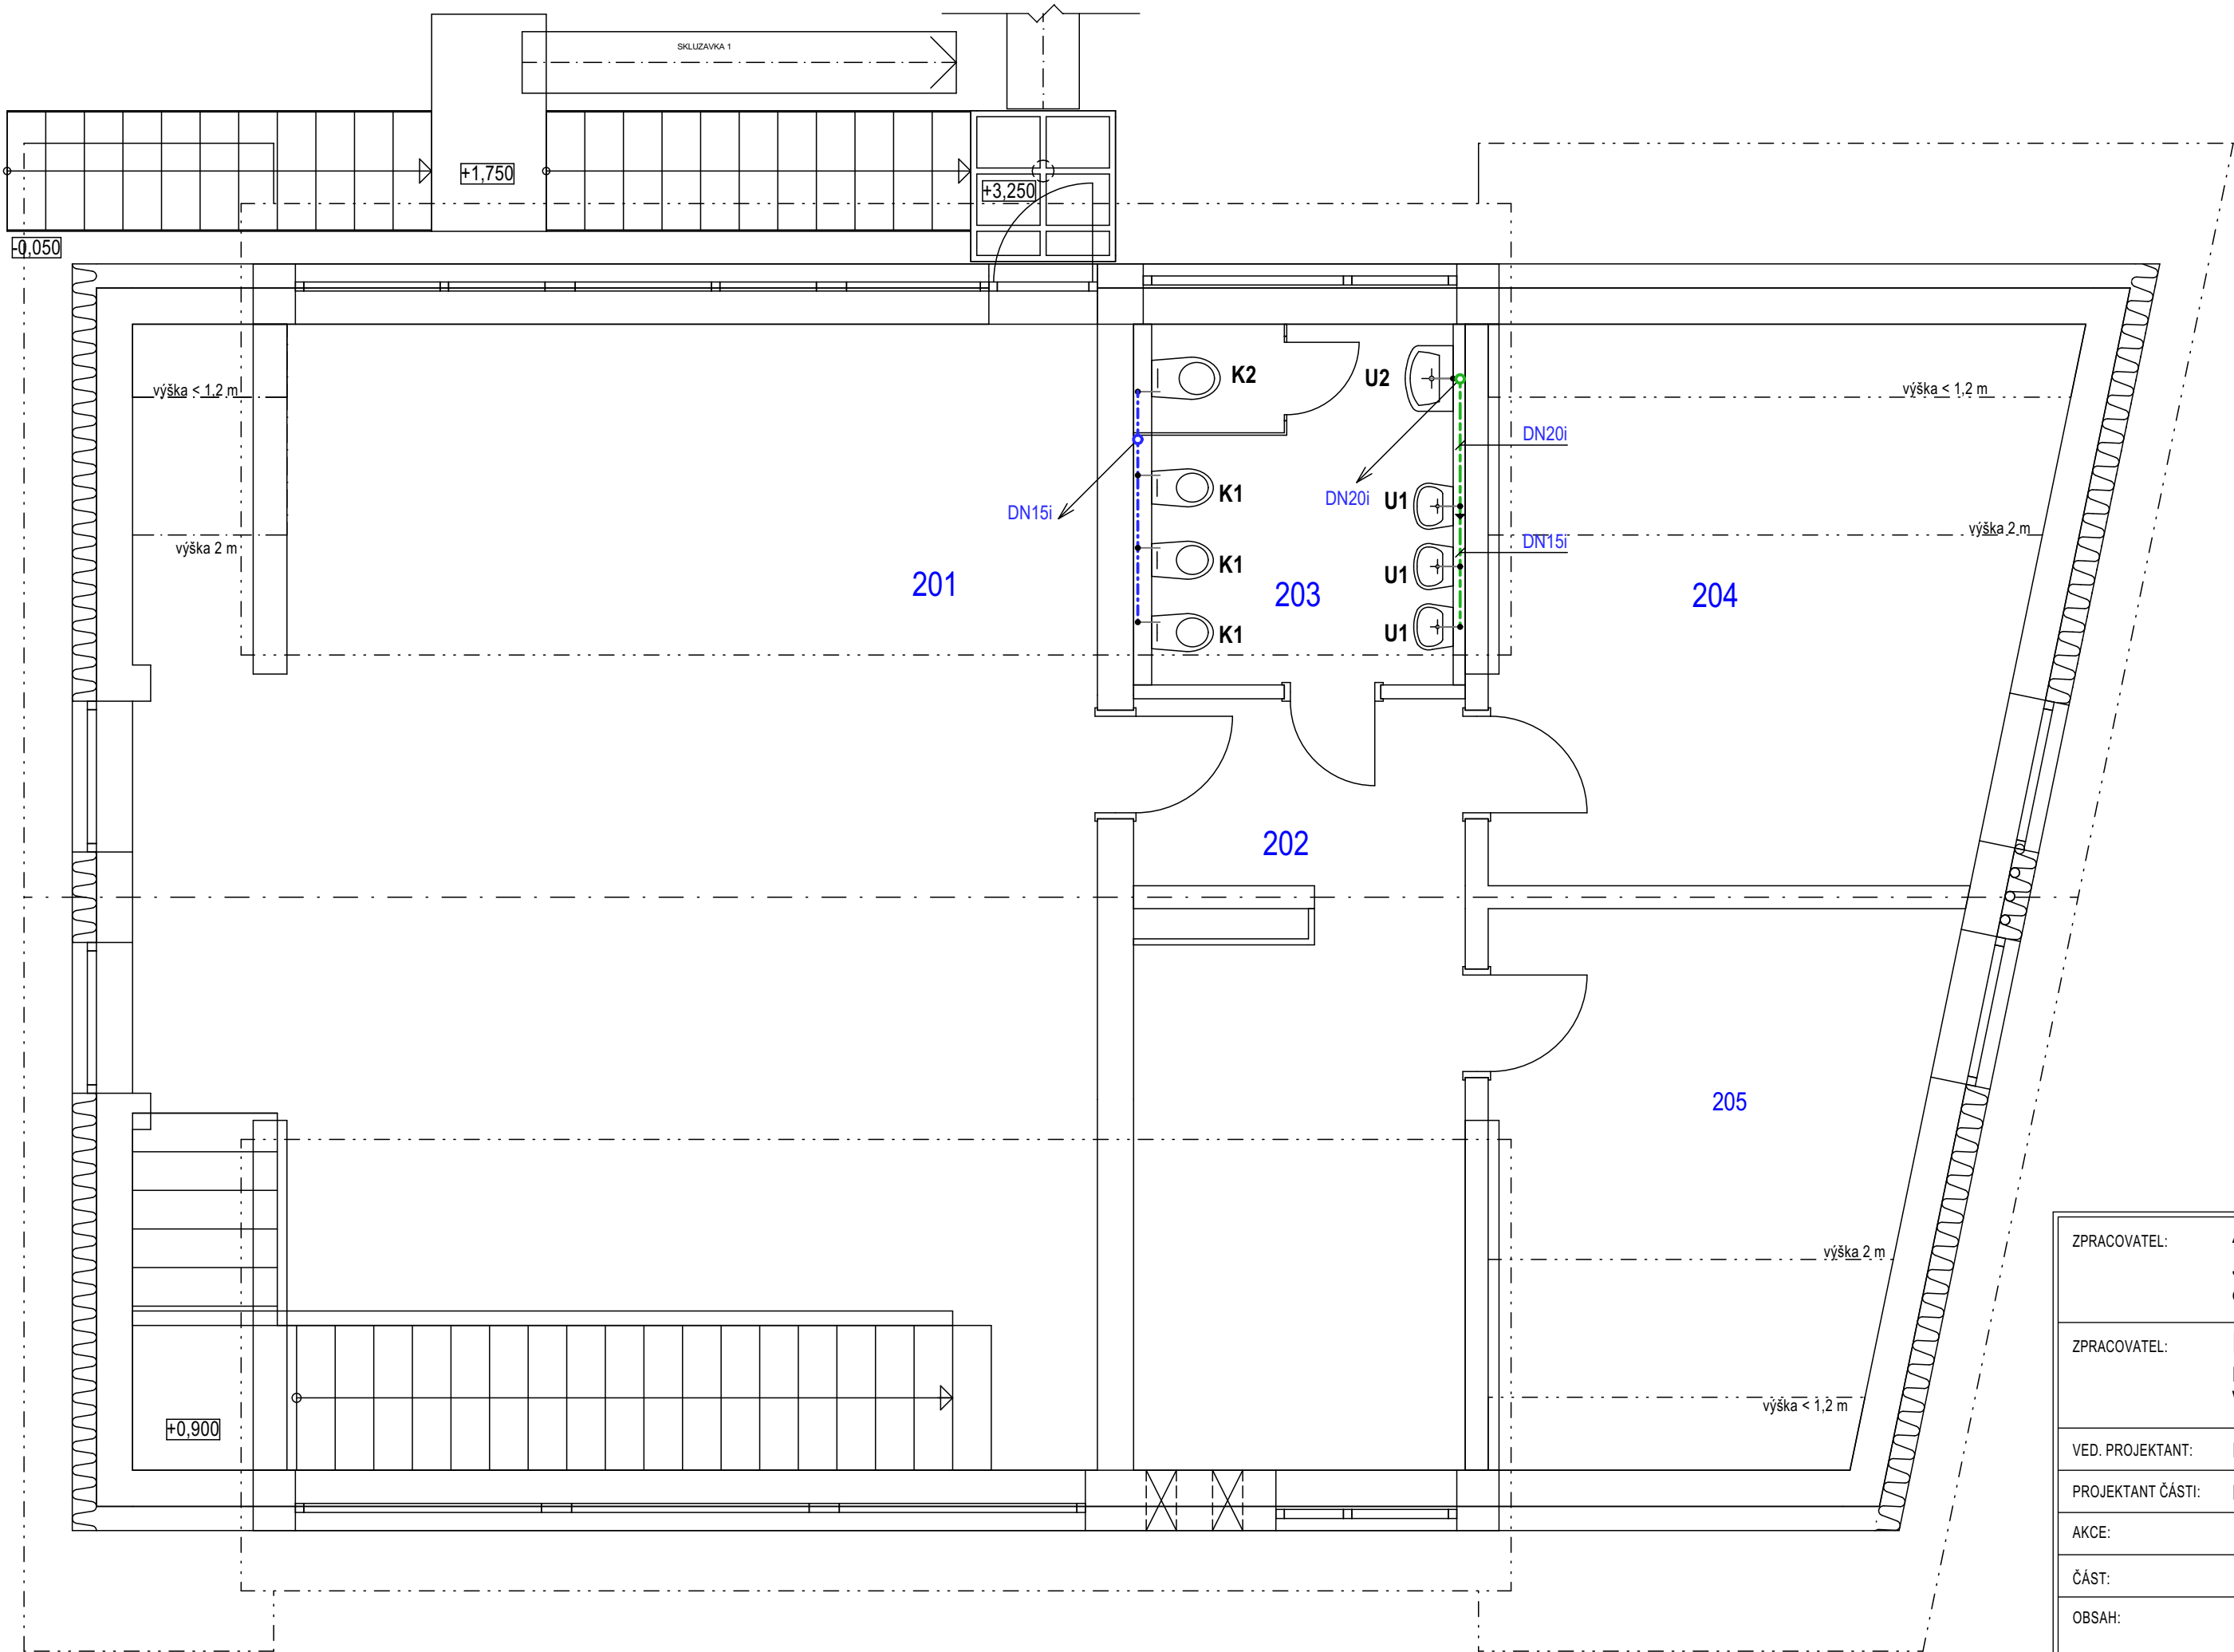 SKLUZAVKA 1
+1,750
+3,250
-0,050
výška < 1,2 m
K2
U2
výška < 1,2 m
DN20i
DN15i
K1
DN20i
U1
výška 2 m
výška 2 m
DN15i
K1
U1
201
203
204
K1
U1
202
205
výška 2 m
výška < 1,2 m
+0,900
ZPRACOVATEL:
ZPRACOVATEL:
VED. PROJEKTANT:
PROJEKTANT ČÁSTI:
AKCE:
ČÁST:
OBSAH: